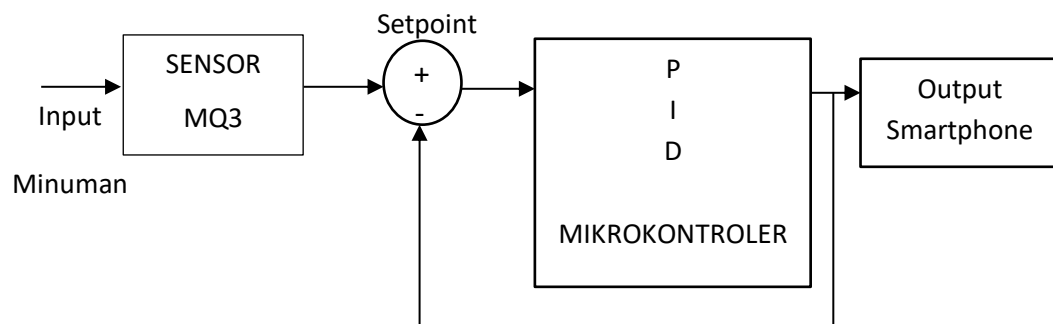 Input
Minuman
SENSOR
MQ3
Setpoint
+
-
P
I
D
MIKROKONTROLER
Output
Smartphone